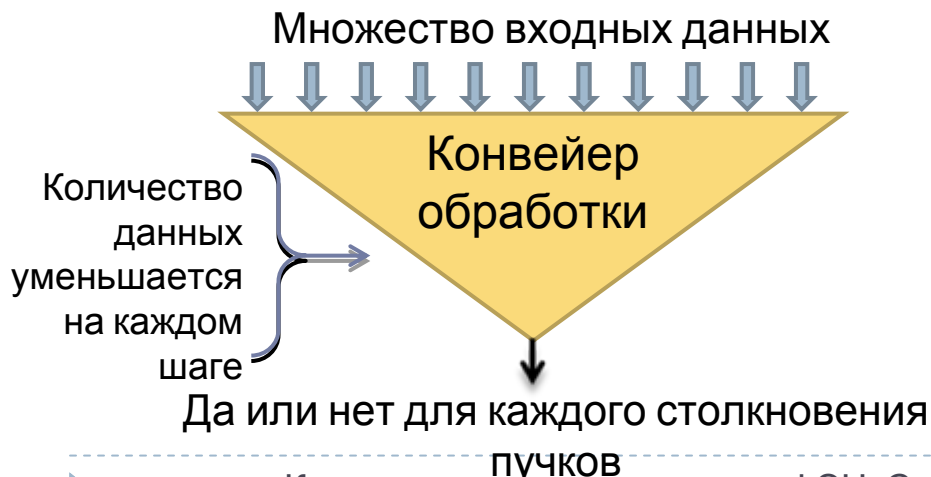 Множество входных данных
Конвейер
обработки
Количество
данных
уменьшается
на каждом
шаге
Да или нет для каждого столкновения
пучков